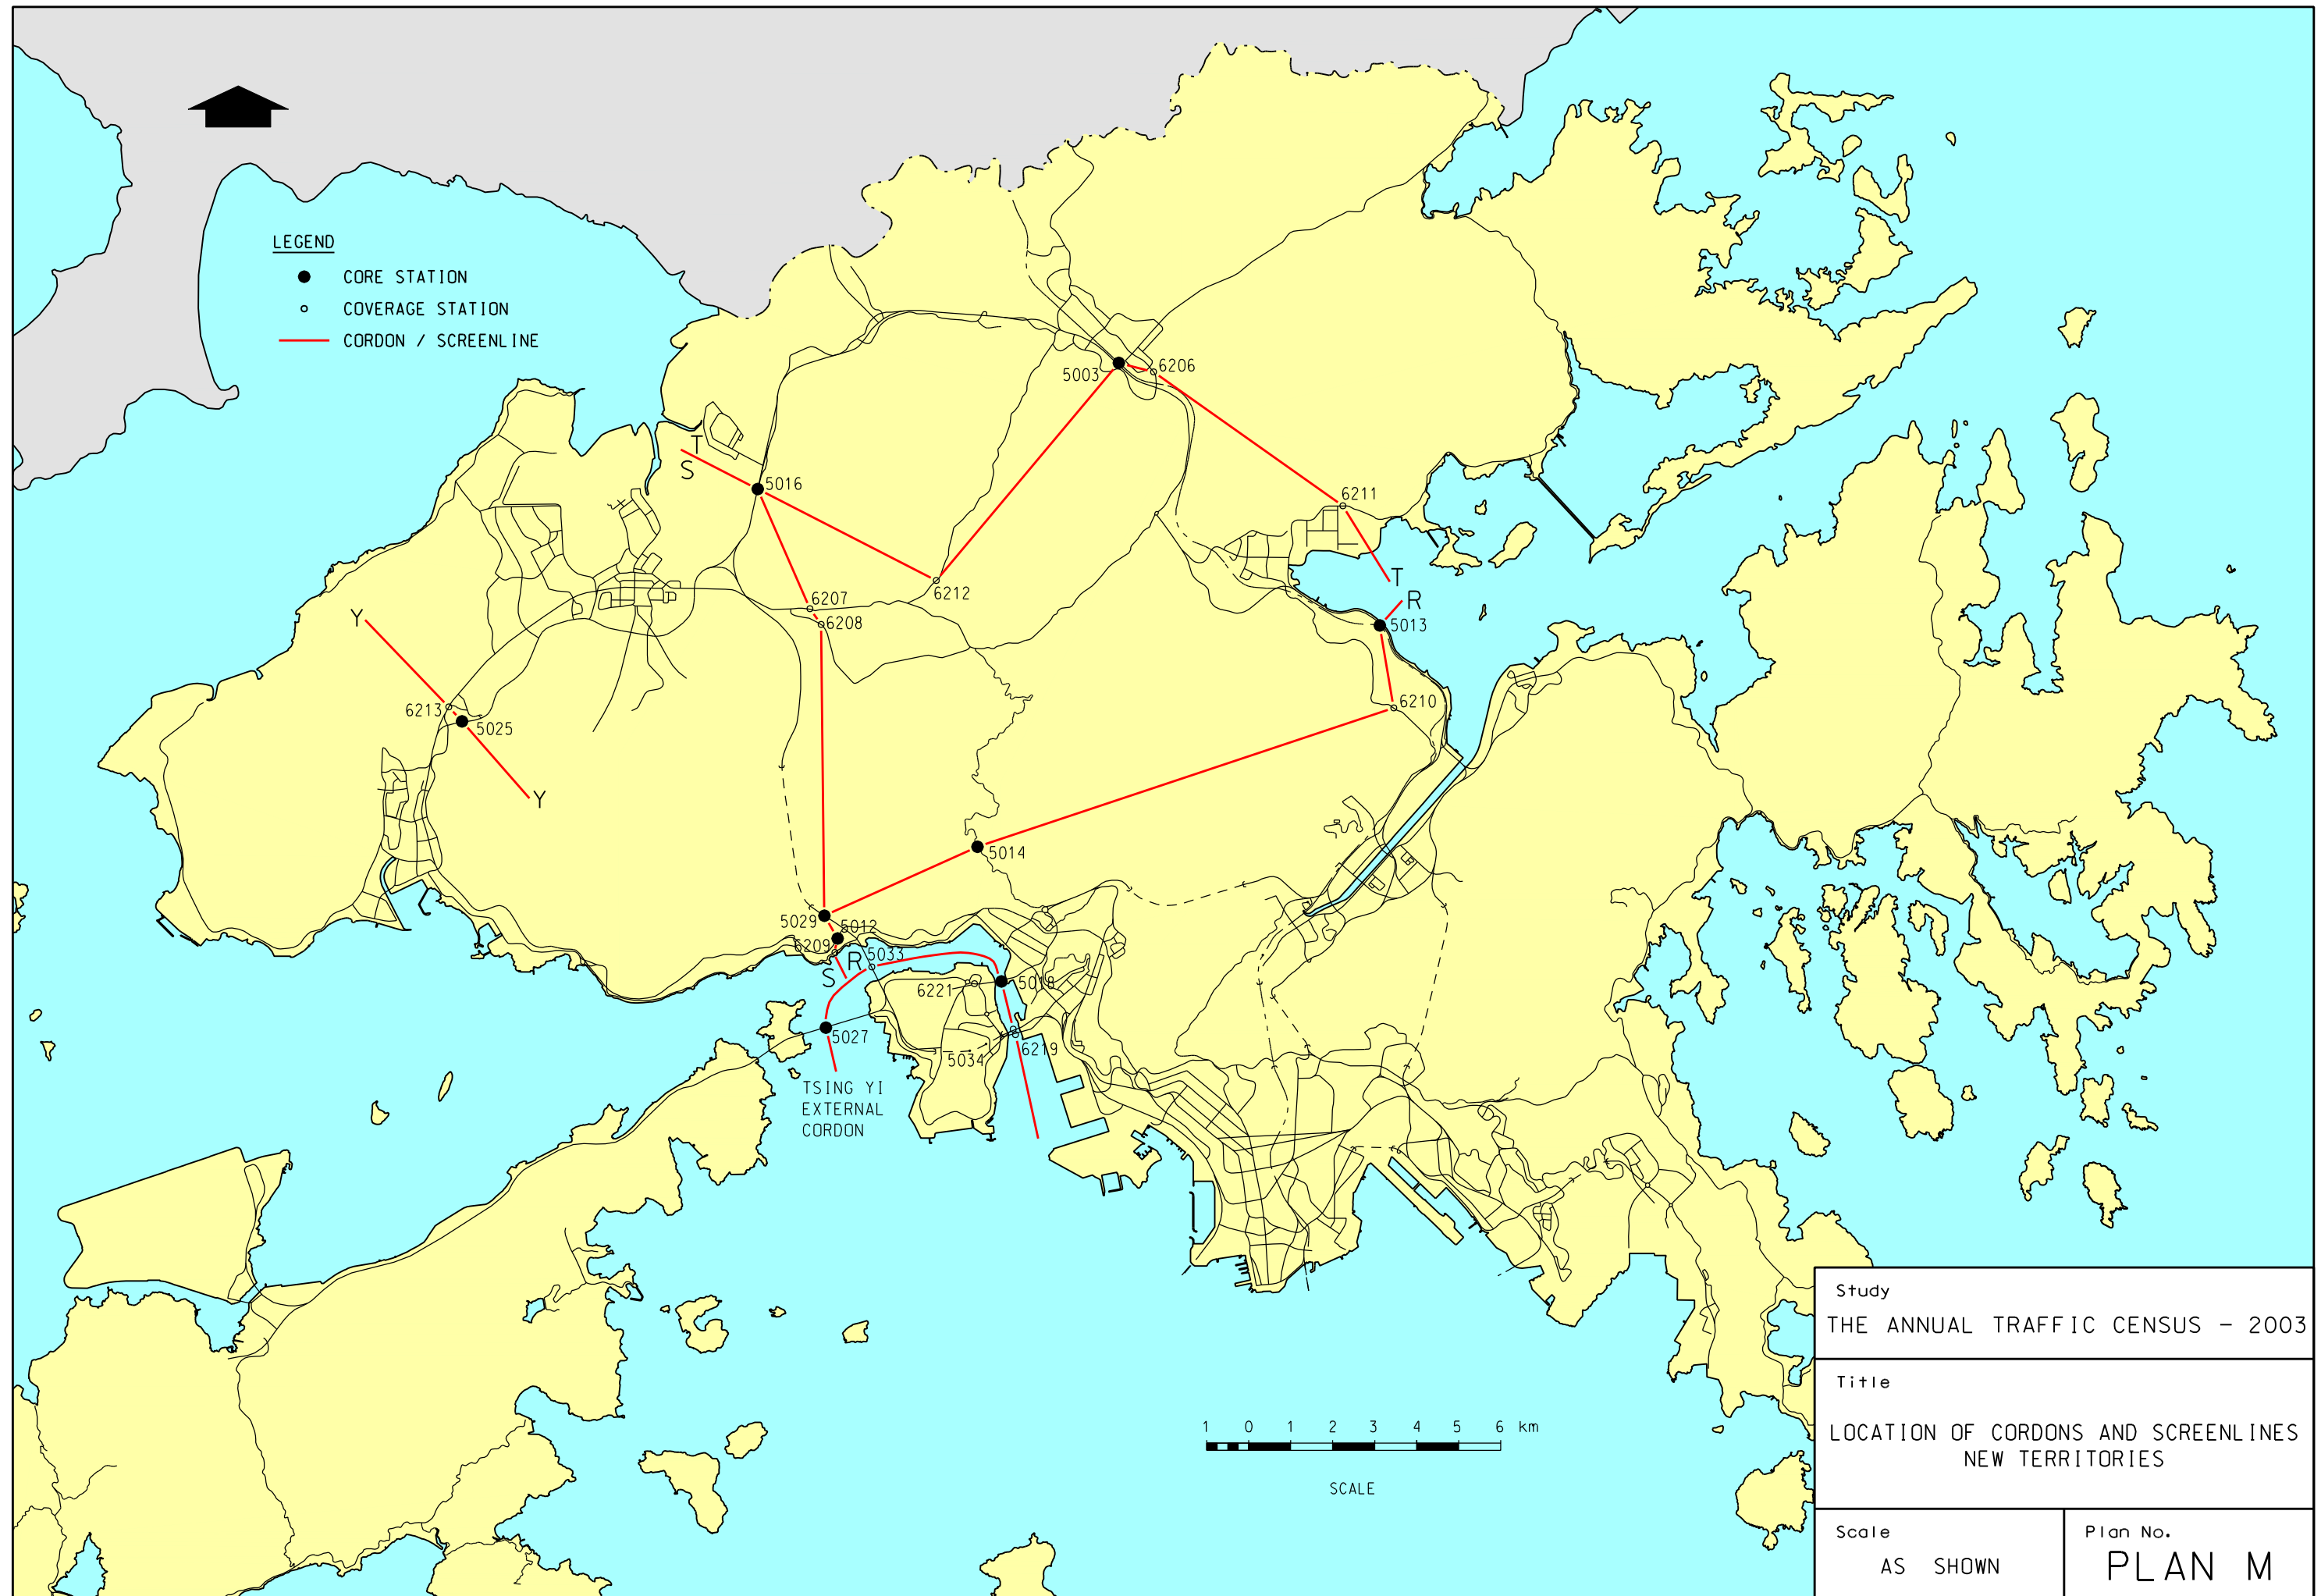 LEGEND
CORE STATION
COVERAGE STATION
CORDON / SCREENLINE
5003
6206
T
S
5016
6211
6212
T
R
6207
6208
5013
Y
6213
5025
6210
Y
5014
5029
5012
6209
R
5033
S
6221
5018
5027
5034
6219
TSING YI
EXTERNAL
CORDON
1 0 1 2 3 4 5 6 km
SCALE
Study
THE ANNUAL TRAFFIC CENSUS - 2003
Title
LOCATION OF CORDONS AND SCREENLINES
NEW TERRITORIES
Scale
AS SHOWN
Plan No.
PLAN M